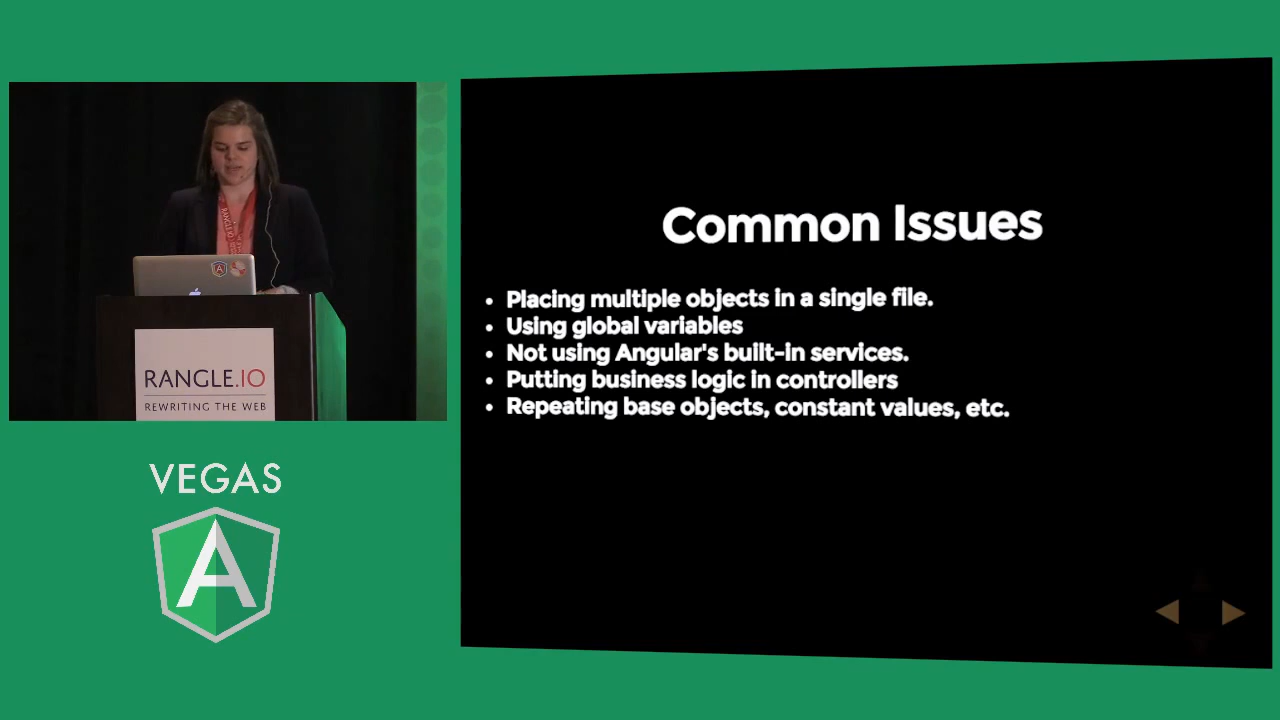 Common Issues
Placing multiple objects in a single file.
Using global variables
Not using Angular's built-in services.
Putting business logic in controllers
Repeating base objects, constant values, etc.
RANGLE.IO
REWRITING THE WEB
VEGAS
A